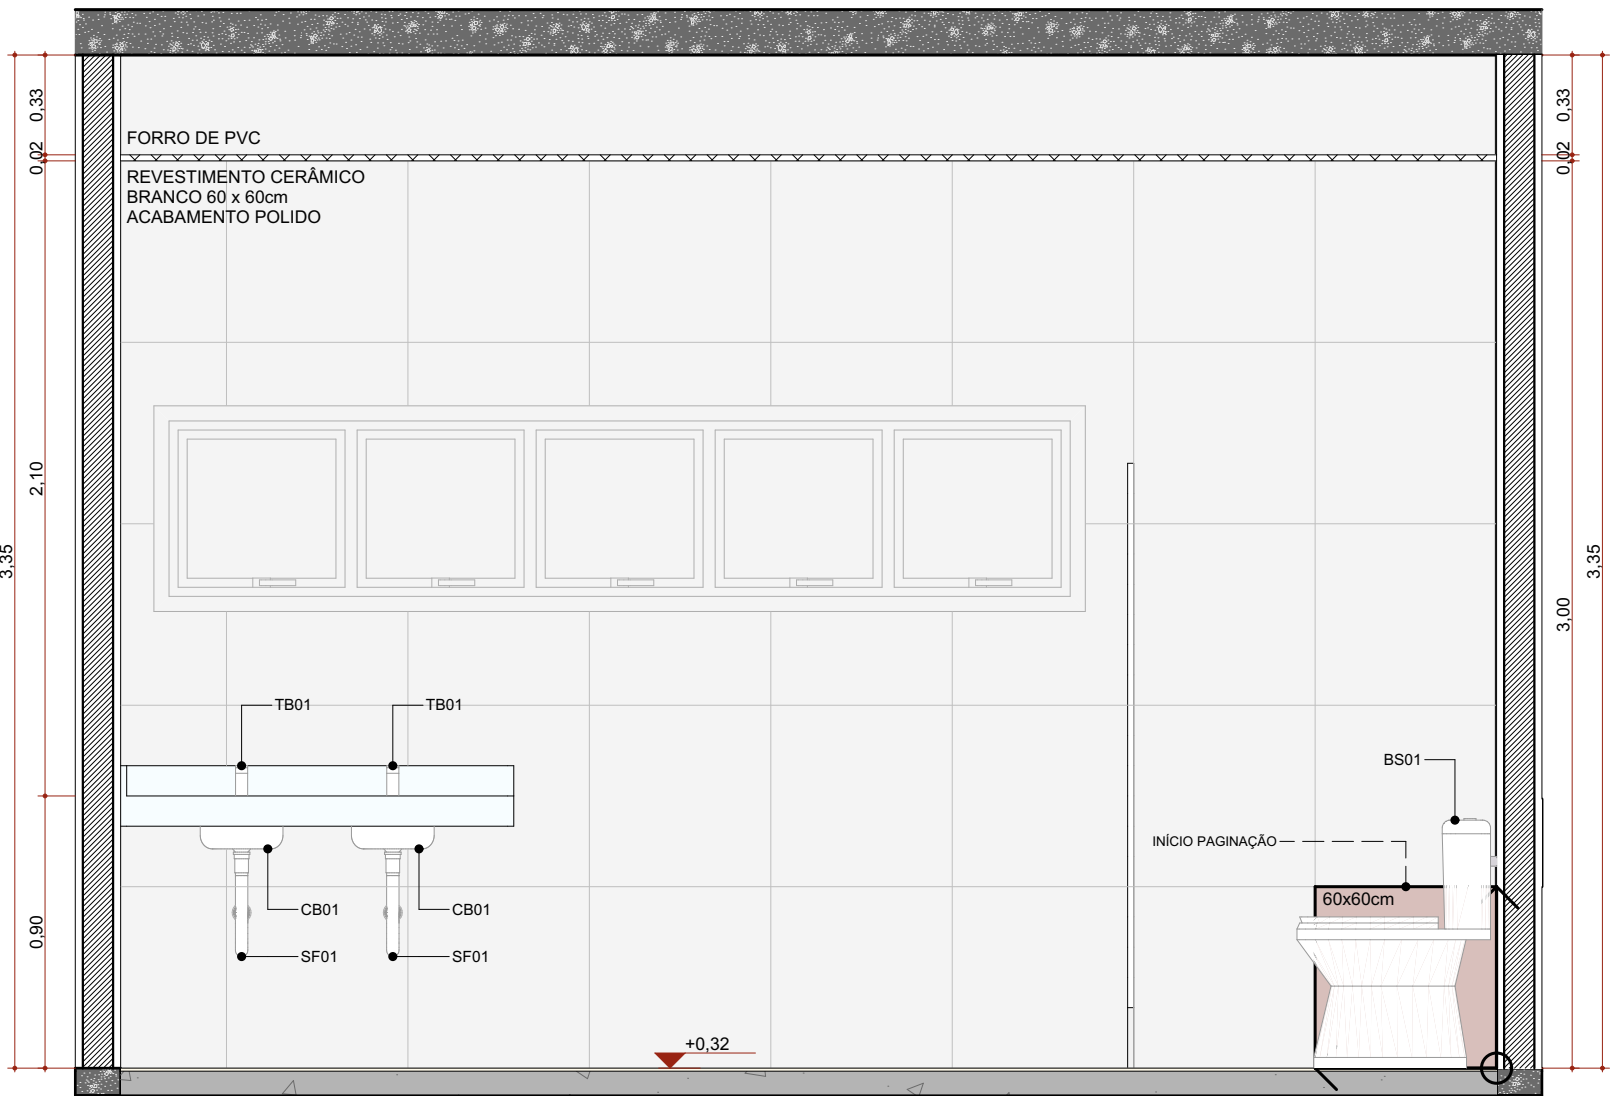 0,33
0,02
2,10
3,35
0,90
FORRO DE PVC
REVESTIMENTO CERÂMICO
BRANCO 60 x 60cm
ACABAMENTO POLIDO
TB01
TB01
CB01
CB01
SF01
SF01
+0,32
BS01
INÍCIO PAGINAÇÃO
60x60cm
0,33
0,02
3,35
3,00